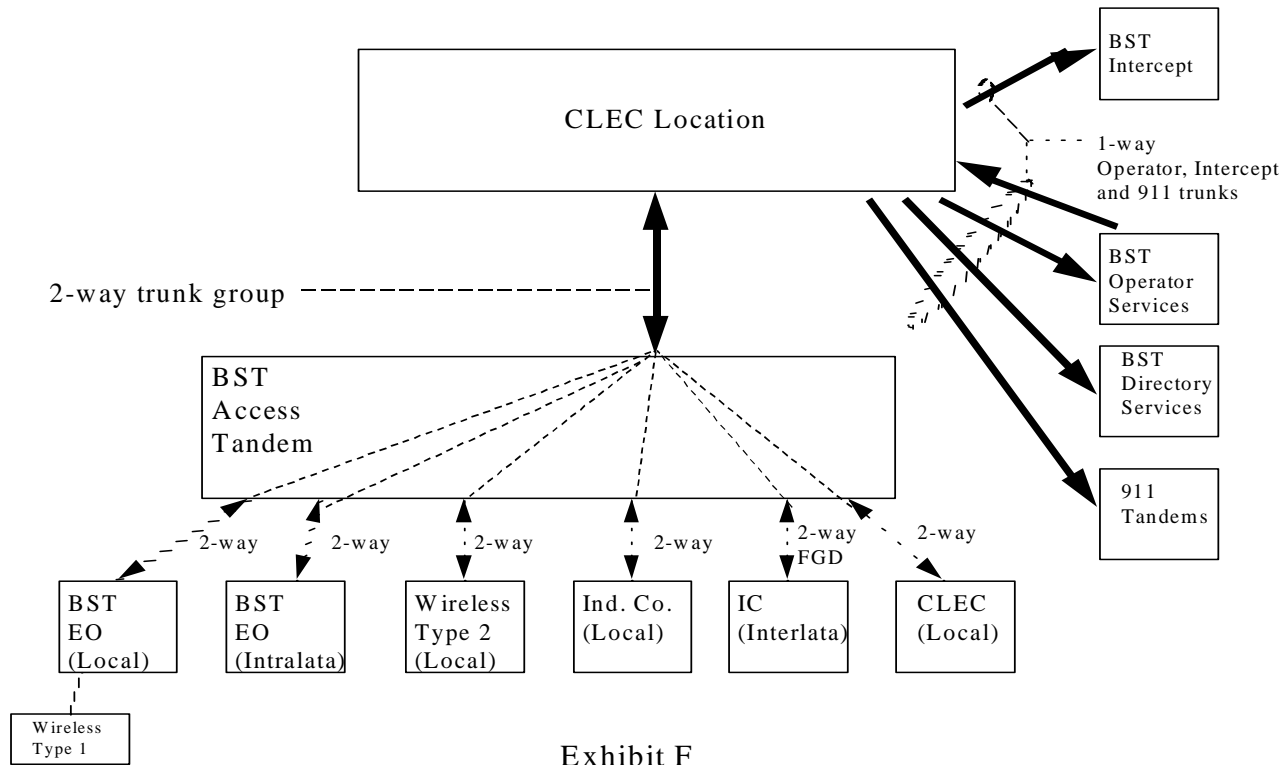 BST
Intercept
CLEC Location
1-way
Operator, Intercept
and 911 trunks
BST
Operator
Services
2-way trunk group
BST
Directory
Services
BST
Access
Tandem
911
Tandems
2-way
2-way
2-way
2-way
2-way
FGD
2-way
BST
EO
(Local)
BST
EO
(Intralata)
Wireless
Type 2
(Local)
Ind. Co.
(Local)
IC
(Interlata)
CLEC
(Local)
Wireless
Type 1
Exhibit F